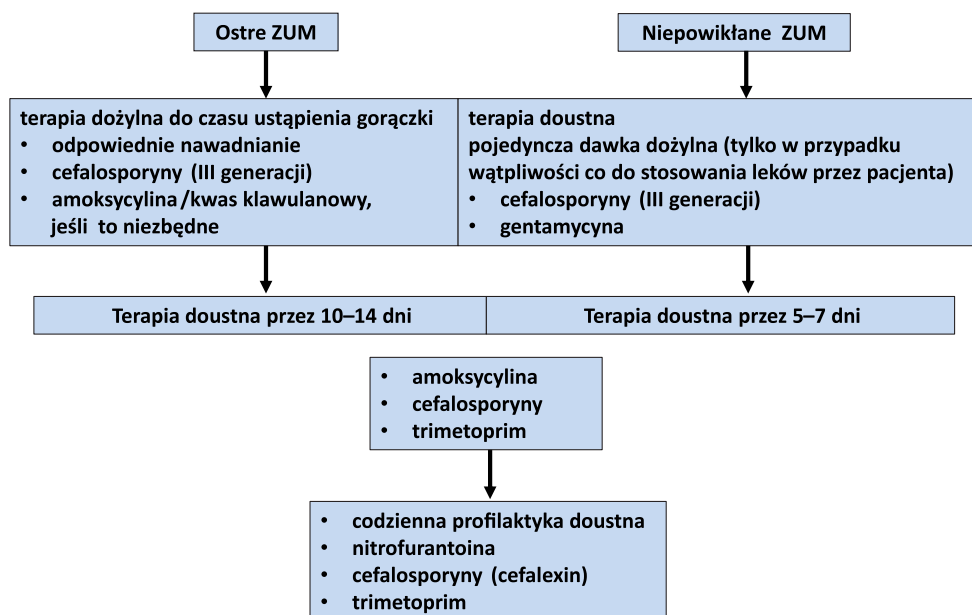 Ostre ZUM
Niepowikłane ZUM
terapia dożylna do czasu ustąpienia gorączki
• odpowiednie nawadnianie
• cefalosporyny (III generacji)
• amoksycylina/kwas klawulanowy,
jeśli to niezbędne
terapia doustna
pojedyncza dawka dożylna (tylko w przypadku
wątpliwości co do stosowania leków przez pacjenta)
• cefalosporyny (III generacji)
• gentamycyna
Terapia doustna przez 10–14 dni
Terapia doustna przez 5–7 dni
• amoksycylina
• cefalosporyny
• trimetoprim
• codzienna profilaktyka doustna
• nitrofurantoina
• cefalosporyny (cefalexin)
• trimetoprim